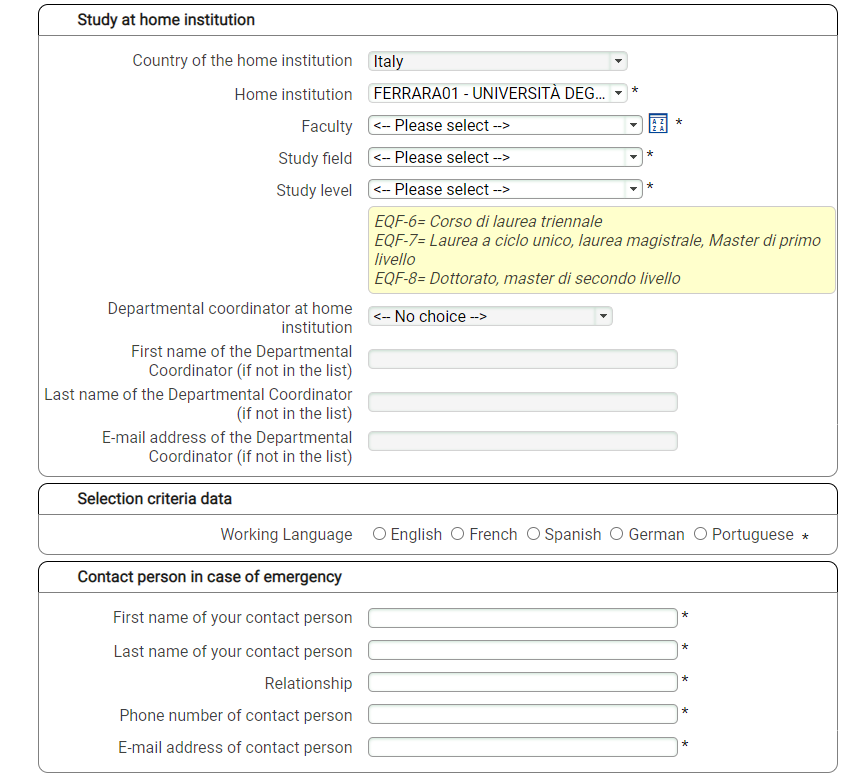 Study at home institution
Country of the home institution Italy
Home institution FERRARA01 - UNIVERSITÀ DEG... *
Faculty <-- Please select --> *
Study field <-- Please select --> *
Study level <-- Please select --> *
EQF-6= Corso di laurea triennale
EQF-7= Laurea a ciclo unico, laurea magistrale, Master di primo
livello
EQF-8= Dottorato, master di secondo livello
Departmental coordinator at home
institution <-- No choice -->
First name of the Departmental
Coordinator (if not in the list)
Last name of the Departmental Coordinator
(if not in the list)
E-mail address of the Departmental
Coordinator (if not in the list)
Selection criteria data
Working Language English French Spanish German Portuguese *
Contact person in case of emergency
First name of your contact person *
Last name of your contact person *
Relationship *
Phone number of contact person *
E-mail address of contact person *